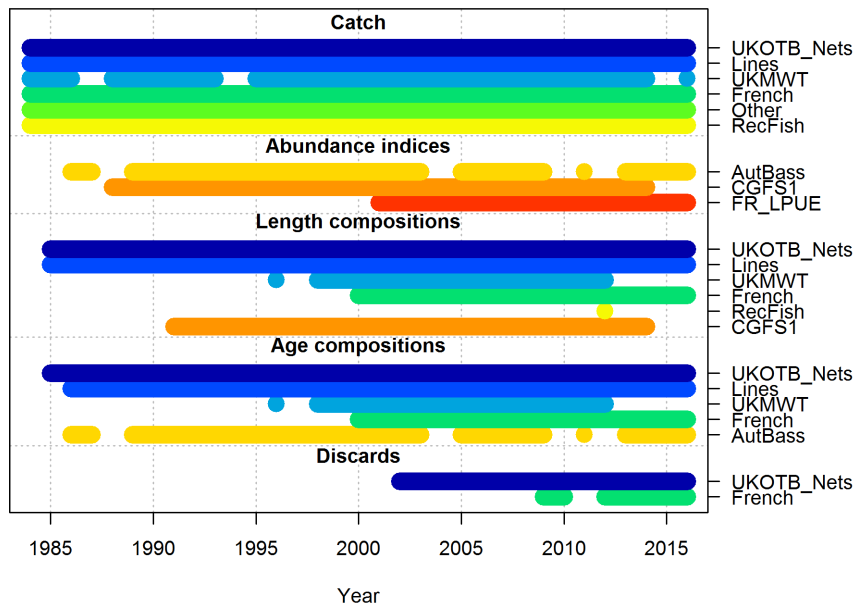 Catch
UKOTB_Nets
Lines
UKMWT
French
Other
RecFish
Abundance indices
AutBass
CGFS1
FR_LPUE
Length compositions
UKOTB_Nets
Lines
UKMWT
French
RecFish
CGFS1
Age compositions
UKOTB_Nets
Lines
UKMWT
French
AutBass
Discards
UKOTB_Nets
French
1985 1990 1995 2000 2005 2010 2015
Year